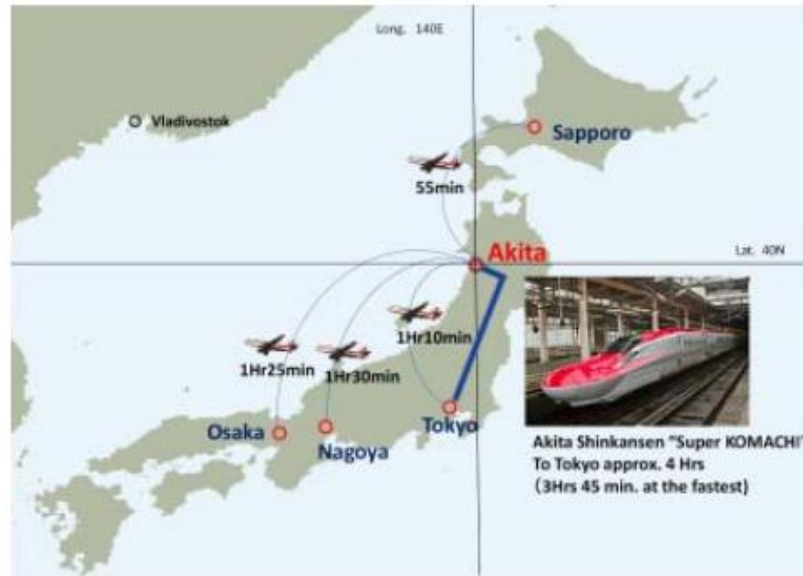 Long. 140E
Vladivostok
Sapporo
55min
Akita
Lat. 40N
1Hr10min
1Hr25min
1Hr30min
Osaka
Nagoya
Tokyo
Akita Shinkansen "Super KOMACHI"
To Tokyo approx. 4 Hrs
(3Hrs 45 min. at the fastest)